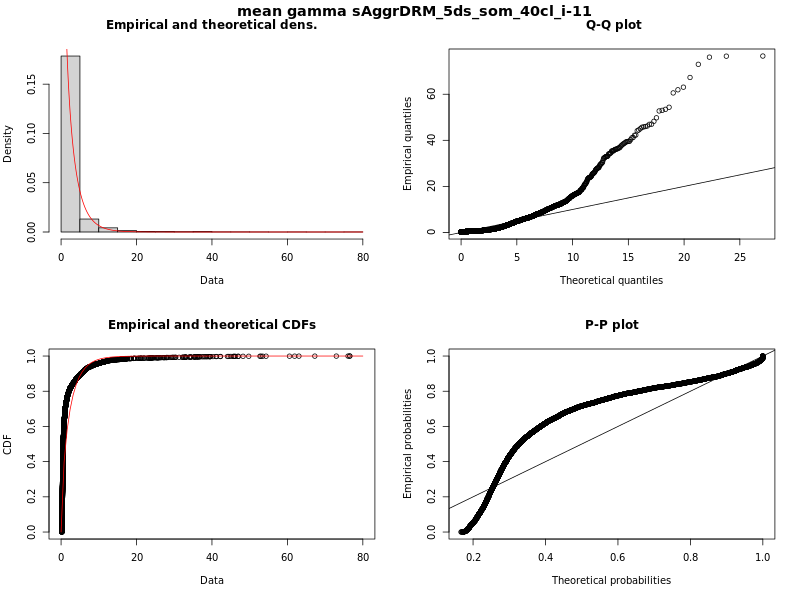 mean gamma sAggrDRM_5ds_som_40cl_i-11
Empirical and theoretical dens.
Density
0.00 0.05 0.10 0.15
0 20 40 60 80
Data
Q-Q plot
Empirical quantiles
0 20 40 60
0 5 10 15 20 25
Theoretical quantiles
Empirical and theoretical CDFs
CDF
0.0 0.2 0.4 0.6 0.8 1.0
0 20 40 60 80
Data
P-P plot
Empirical probabilities
0.0 0.2 0.4 0.6 0.8 1.0
0.2 0.4 0.6 0.8 1.0
Theoretical probabilities